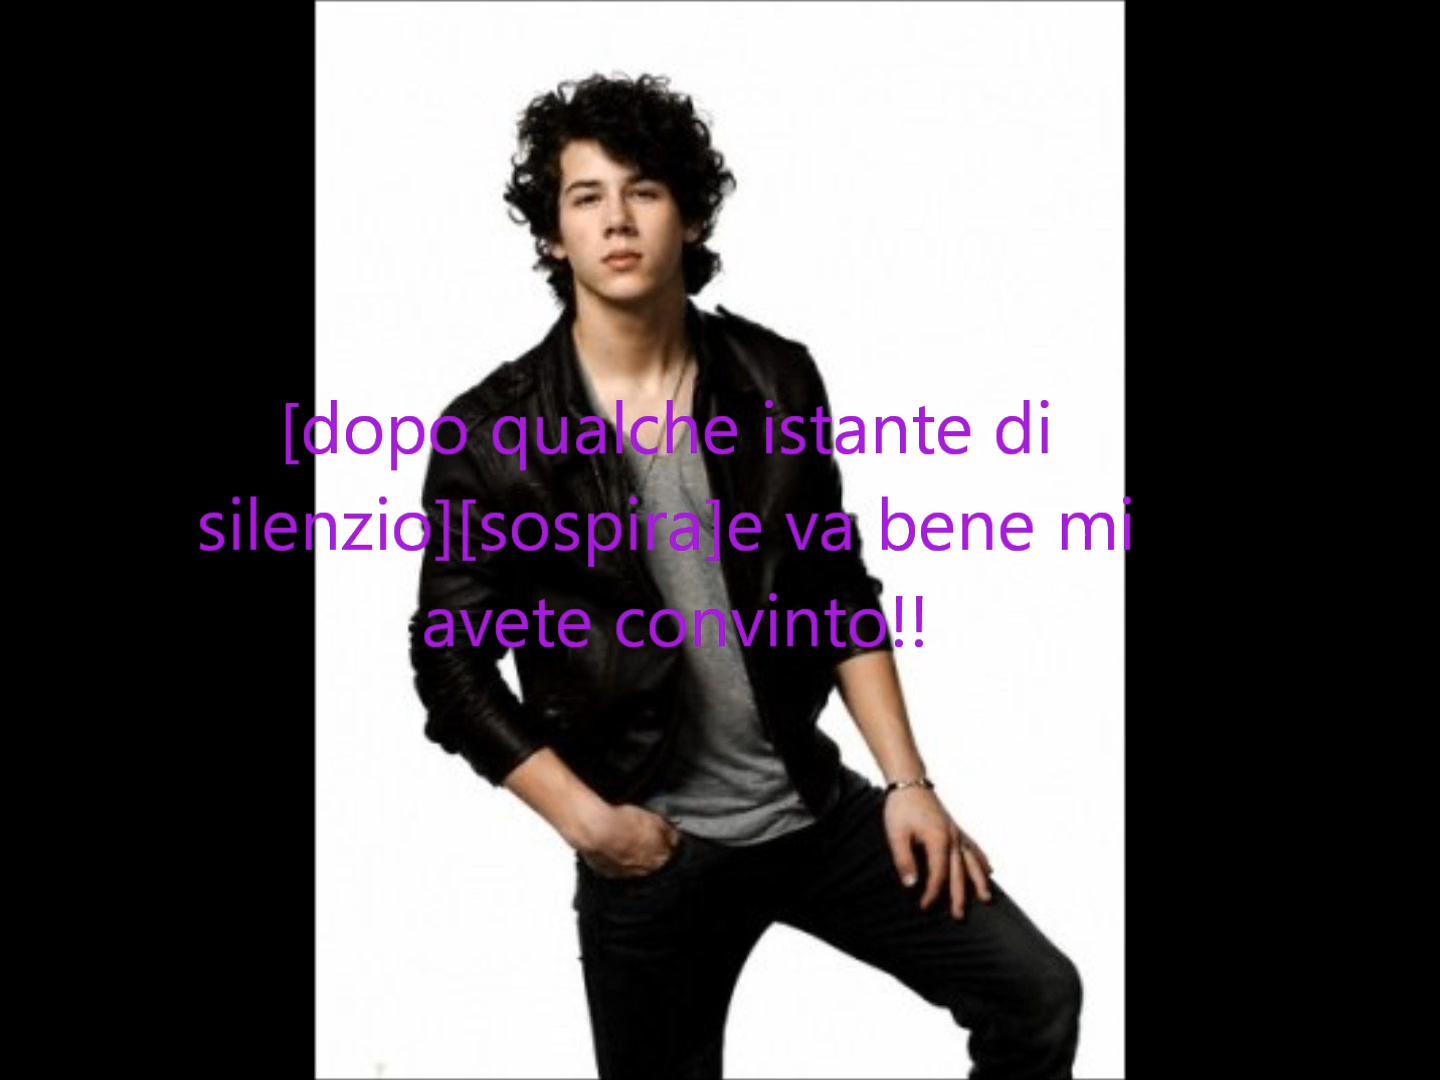 [dopo qualche istante di
silenzio][sospira]e va bene mi
avete convinto!!